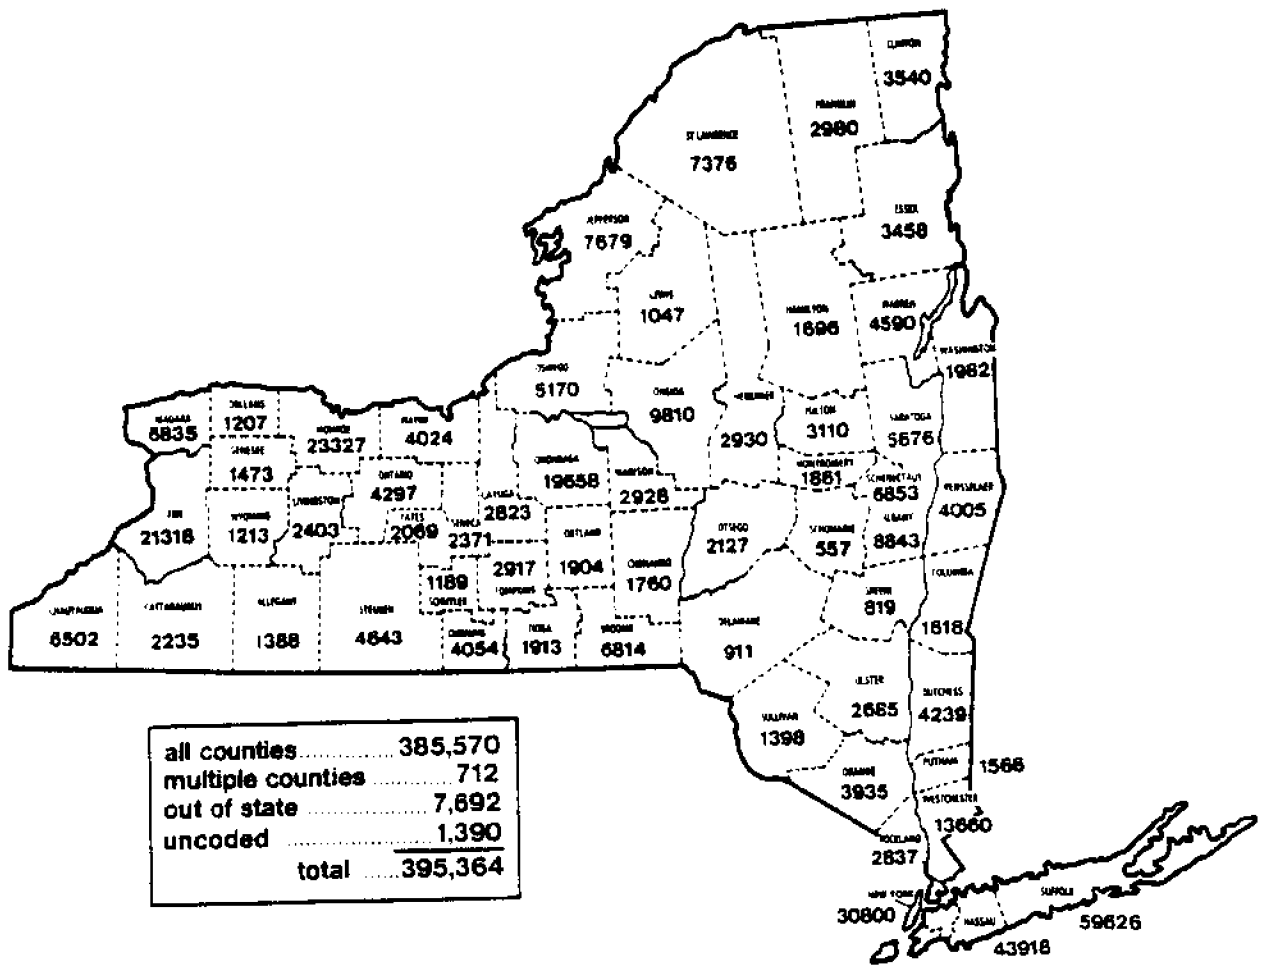 CLINTON
3540
FRANKLIN
2980
ST LAWRENCE
7376
ESSEX
3458
JEFFERSON
7679
LEWIS
1047
HAMILTON
1696
WARREN
4590
WASHINGTON
1982
OSWEGO
5170
ONEIDA
9810
HERKIMER
2930
FULTON
3110
SARATOGA
5676
NIAGARA
6835
ORLEANS
1207
MONROE
23327
WAYNE
4024
GENESEE
1473
ONTARIO
4297
ONONDAGA
19658
MADISON
2928
MONTGOMERY
1861
SCHENECTADY
6853
RENSSELAER
4005
ERIE
21316
WYOMING
1213
LIVINGSTON
2403
YATES
2069
SENECA
2371
CAYUGA
2823
CORTLAND
1904
CHENANGO
1760
OTSEGO
2127
SCHOHARIE
557
ALBANY
8843
COLUMBIA
1618
2917
TOMPKINS
1189
SCHUYLER
GREENE
819
CHAUTAUQUA
6502
CATTARAUGUS
2235
ALLEGANY
1388
STEUBEN
4643
CHEMUNG
4054
TIOGA
1913
BROOME
6814
DELAWARE
911
ULSTER
2685
DUTCHESS
4239
SULLIVAN
1398
ORANGE
3935
PUTNAM
1566
WESTCHESTER
13660
ROCKLAND
2837
NEW YORK
30800
NASSAU
43918
SUFFOLK
59626
all counties............385,570
multiple counties..........712
out of state................7,692
uncoded................1,390
total......395,364